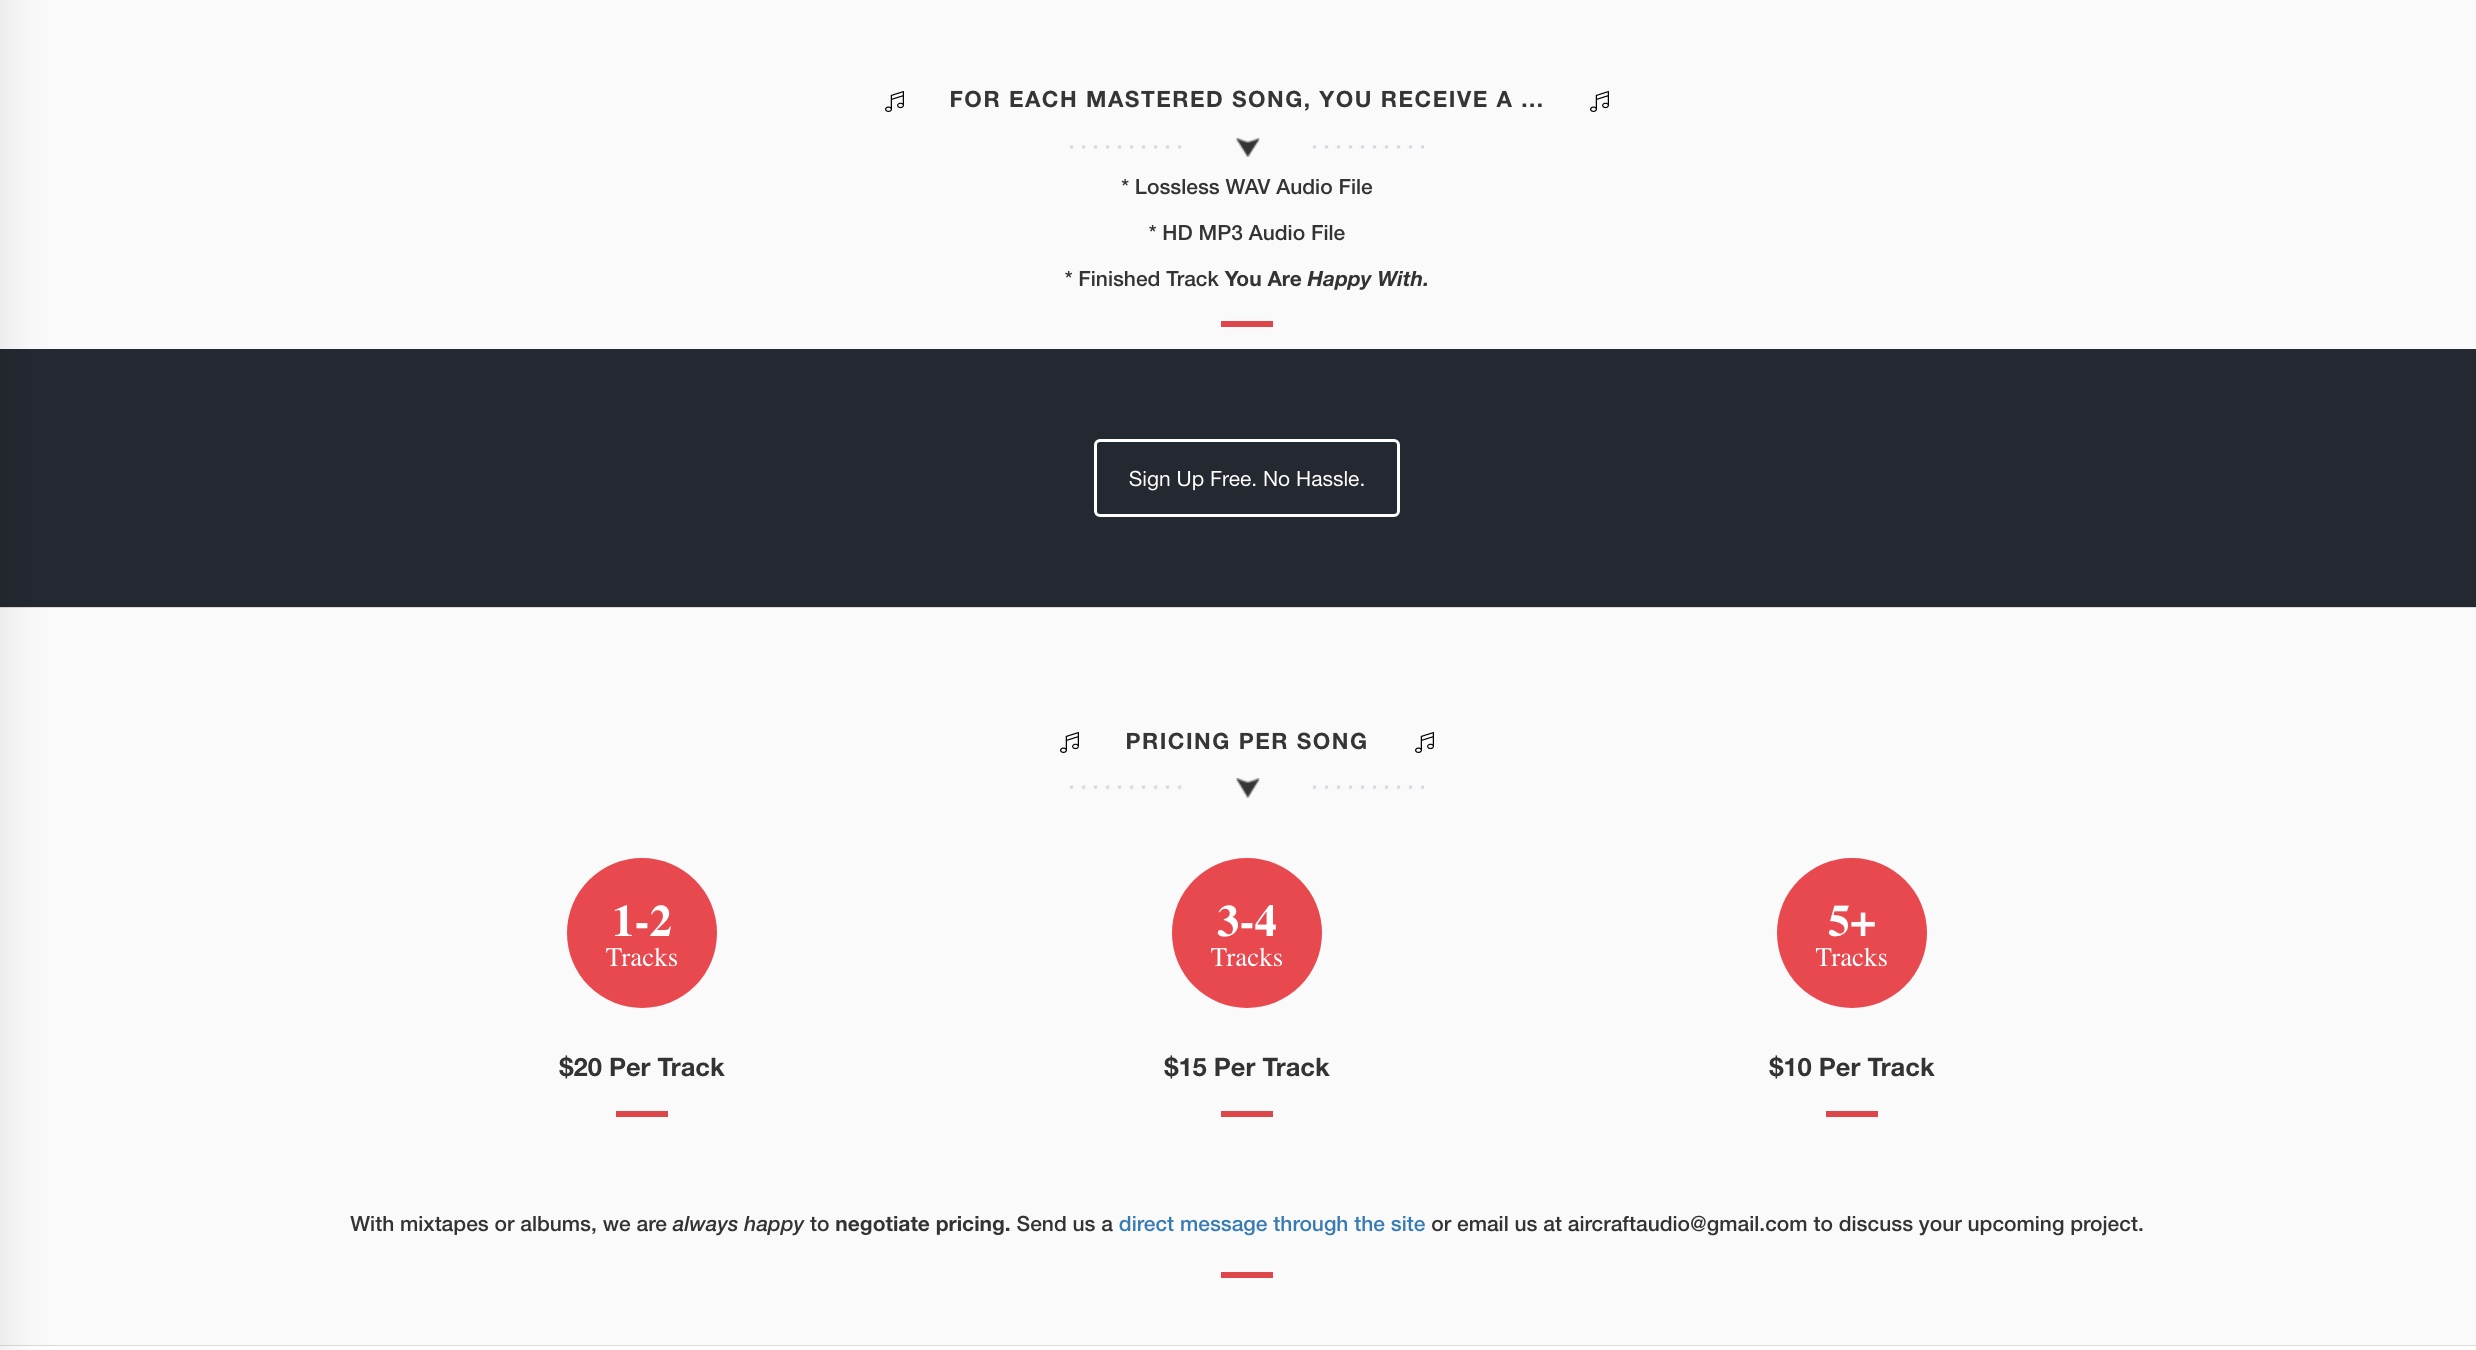 FOR EACH MASTERED SONG, YOU RECEIVE A ...
* Lossless WAV Audio File
* HD MP3 Audio File
* Finished Track You Are Happy With.
Sign Up Free. No Hassle.
PRICING PER SONG
1-2
Tracks
$20 Per Track
3-4
Tracks
$15 Per Track
5+
Tracks
$10 Per Track
With mixtapes or albums, we are always happy to negotiate pricing. Send us a direct message through the site or email us at aircraftaudio@gmail.com to discuss your upcoming project.